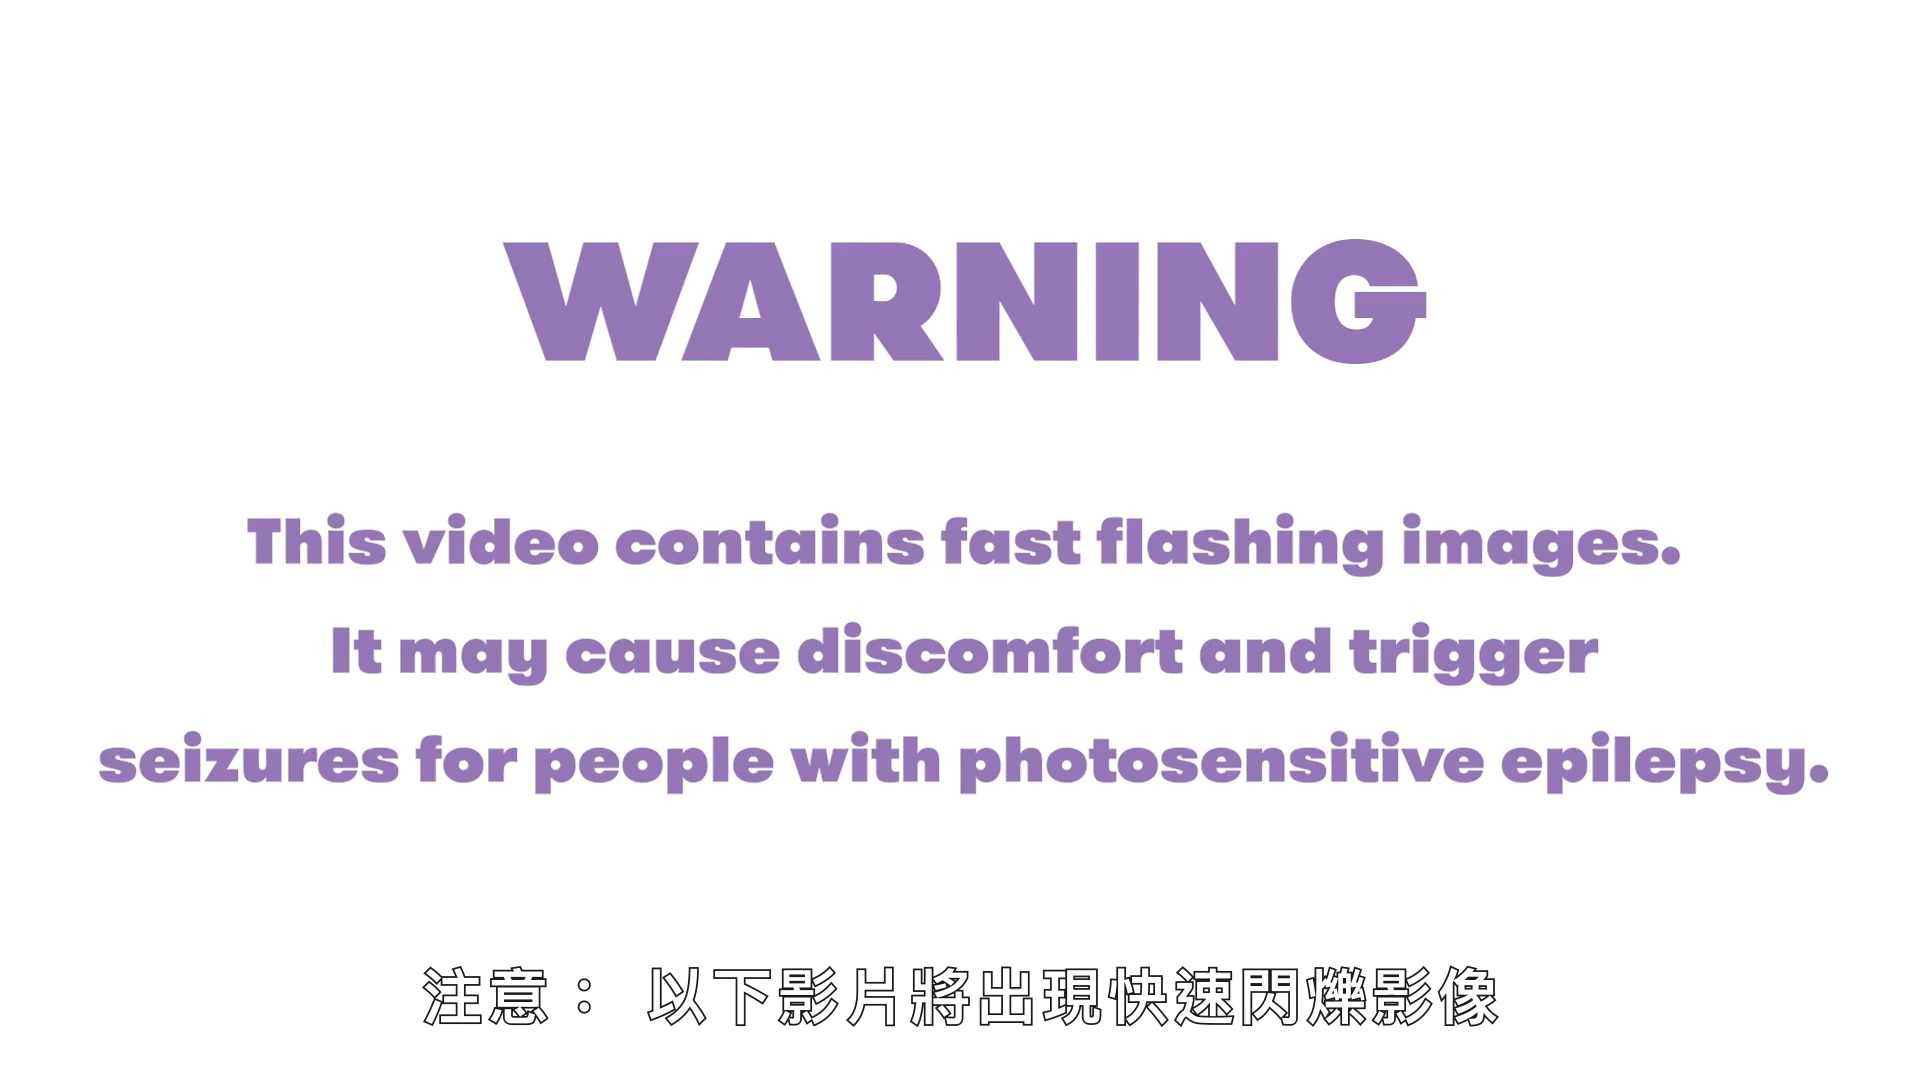 WARNING
This video contains fast flashing images.
It may cause discomfort and trigger
seizures for people with photosensitive epilepsy.
注意： 以下影片將出現快速閃爍影像